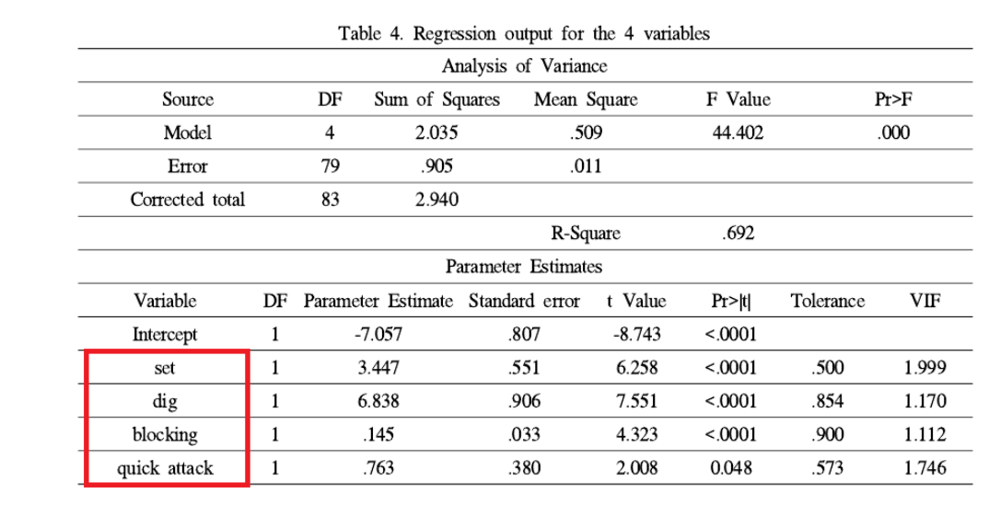 Table 4. Regression output for the 4 variables
Analysis of Variance
Source DF Sum of Squares Mean Square F Value Pr>F
Model 4 2.035 .509 44.402 .000
Error 79 .905 .011
Corrected total 83 2.940
R-Square .692
Parameter Estimates
Variable DF Parameter Estimate Standard error t Value Pr>|t| Tolerance VIF
Intercept 1 -7.057 .807 -8.743 <.0001
set 1 3.447 .551 6.258 <.0001 .500 1.999
dig 1 6.838 .906 7.551 <.0001 .854 1.170
blocking 1 .145 .033 4.323 <.0001 .900 1.112
quick attack 1 .763 .380 2.008 0.048 .573 1.746